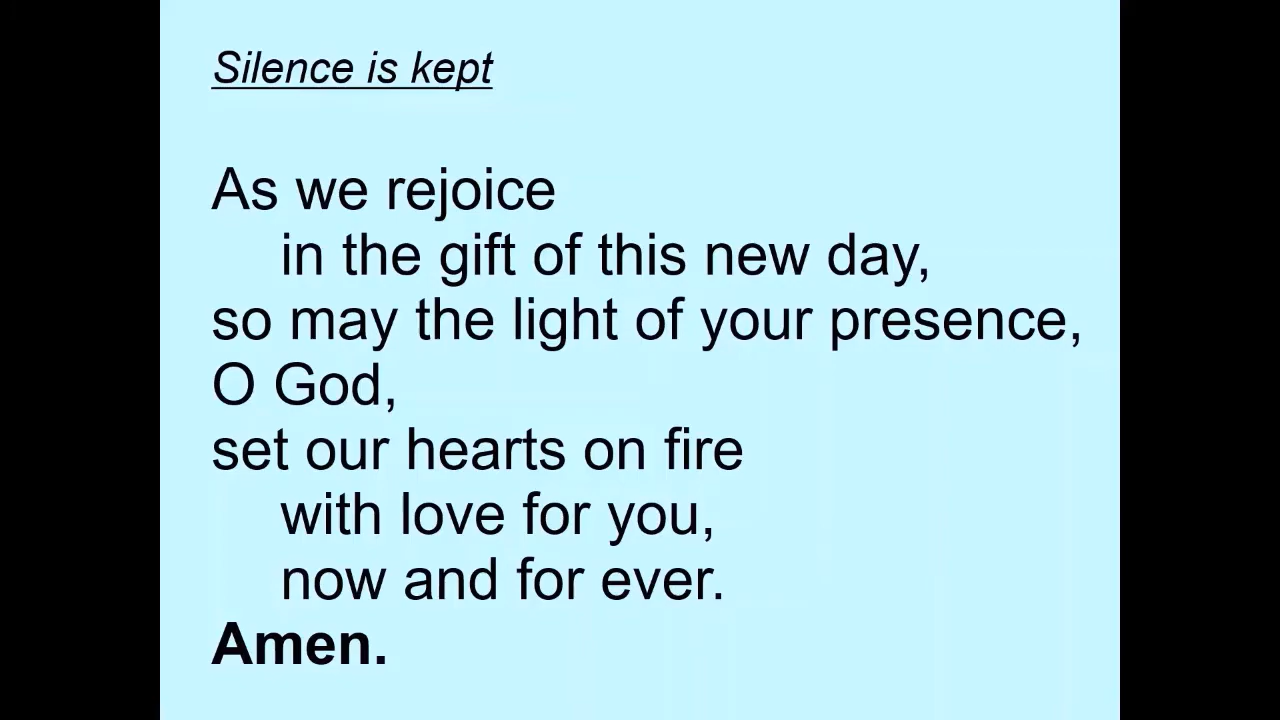 Silence is kept
As we rejoice
in the gift of this new day,
so may the light of your presence,
O God,
set our hearts on fire
with love for you,
now and for ever.
Amen.